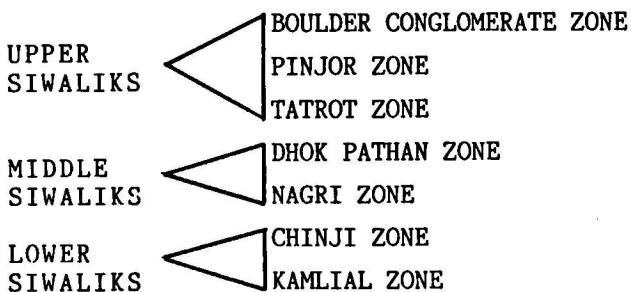 UPPER
SIWALIKS
BOULDER CONGLOMERATE ZONE
PINJOR ZONE
TATROT ZONE
MIDDLE
SIWALIKS
DHOK PATHAN ZONE
NAGRI ZONE
LOWER
SIWALIKS
CHINJI ZONE
KAMLIAL ZONE